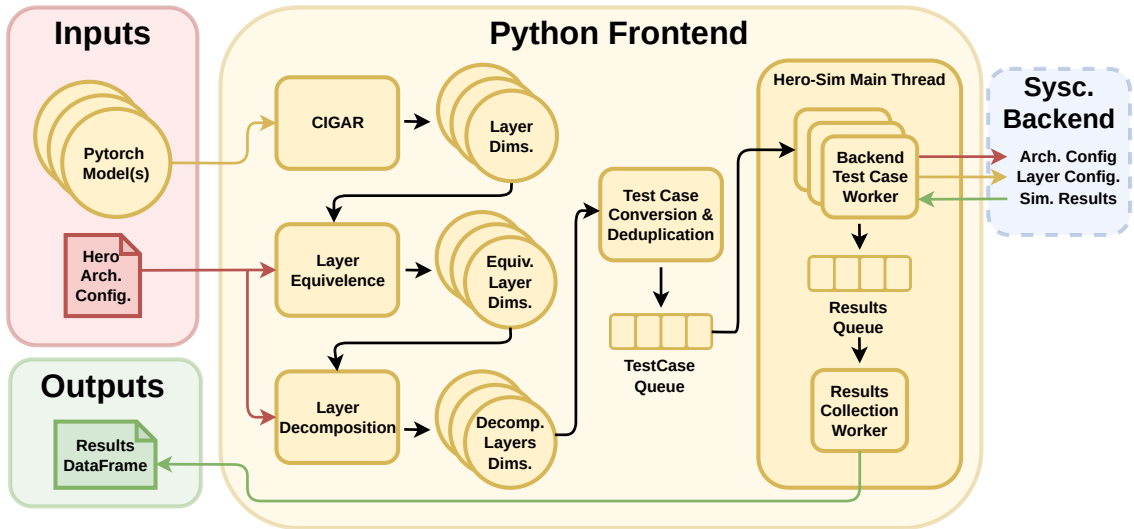 Inputs
Pytorch
Model(s)
Hero
Arch.
Config.
Outputs
Results
DataFrame
Python Frontend
CIGAR
Layer
Dims.
Layer
Equivelence
Equiv.
Layer
Dims.
Layer
Decomposition
Decomp.
Layers
Dims.
Test Case
Conversion &
Deduplication
TestCase
Queue
Hero-Sim Main Thread
Backend
Test Case
Worker
Results
Queue
Results
Collection
Worker
Sysc.
Backend
Arch. Config
Layer Config.
Sim. Results